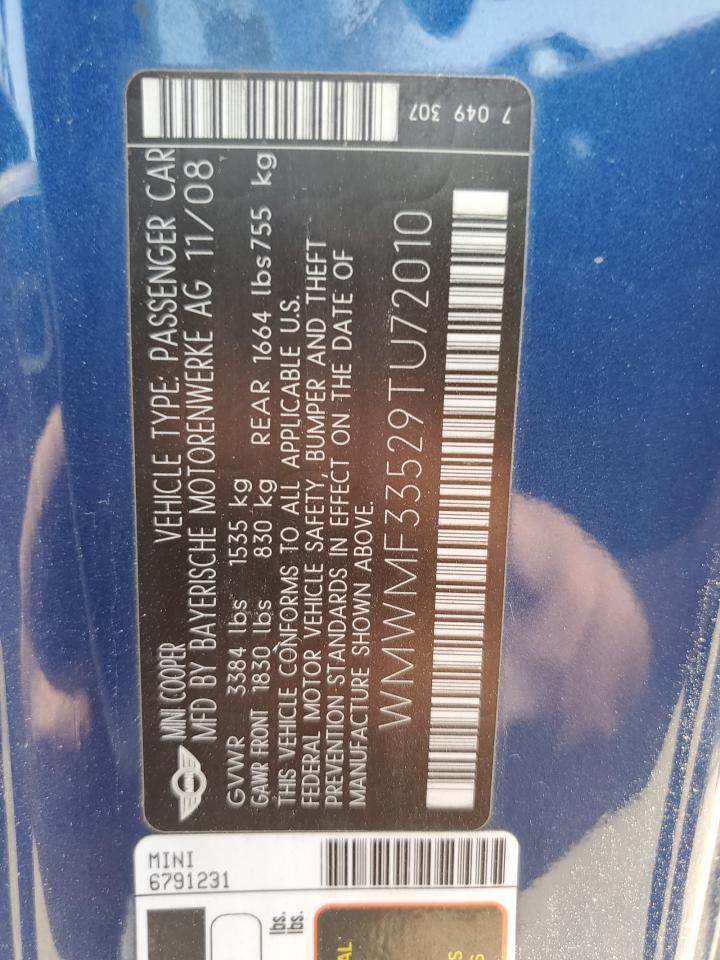 MINI COOPER VEHICLE TYPE: PASSENGER CAR
MFD BY BAYERISCHE MOTORENWERKE AG 11/08
GVWR 3384 lbs 1535 kg
GAWR FRONT 1830 lbs 830 kg REAR 1664 lbs 755 kg
THIS VEHICLE CONFORMS TO ALL APPLICABLE U.S.
FEDERAL MOTOR VEHICLE SAFETY, BUMPER AND THEFT
PREVENTION STANDARDS IN EFFECT ON THE DATE OF
MANUFACTURE SHOWN ABOVE.
WMWMF33529TU72010
7 049 307
MINI
6791231
lbs.
lbs.